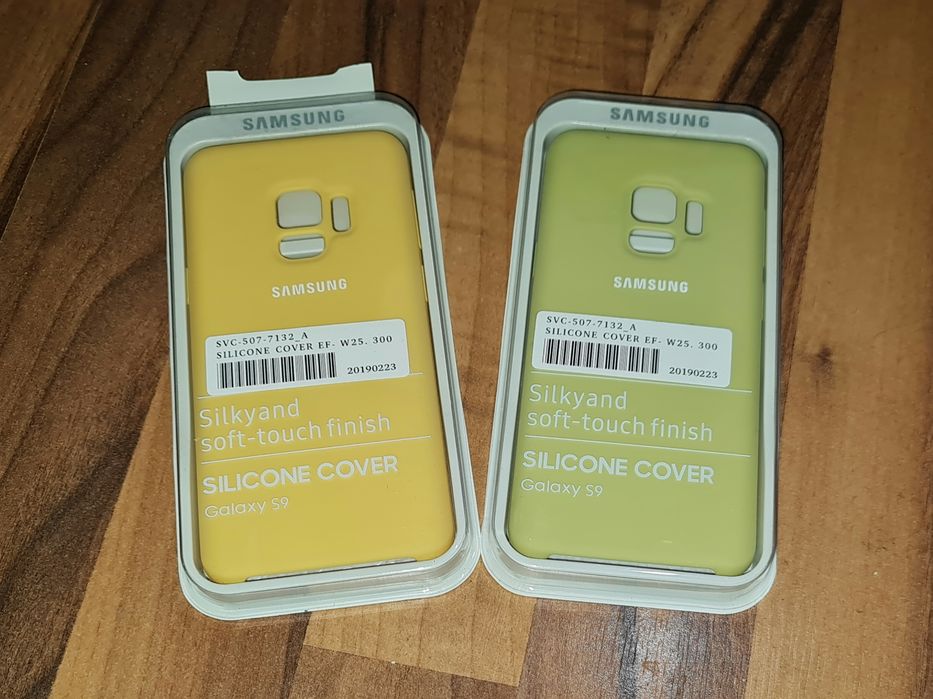 SAMSUNG
SAMSUNG
SVC-507-7132_A
SILICONE COVER EF- W25. 300
20190223
Silkyand
soft-touch finish
SILICONE COVER
Galaxy S9
SAMSUNG
SAMSUNG
SVC-507-7132_A
SILICONE COVER EF- W25. 300
20190223
Silkyand
soft-touch finish
SILICONE COVER
Galaxy S9